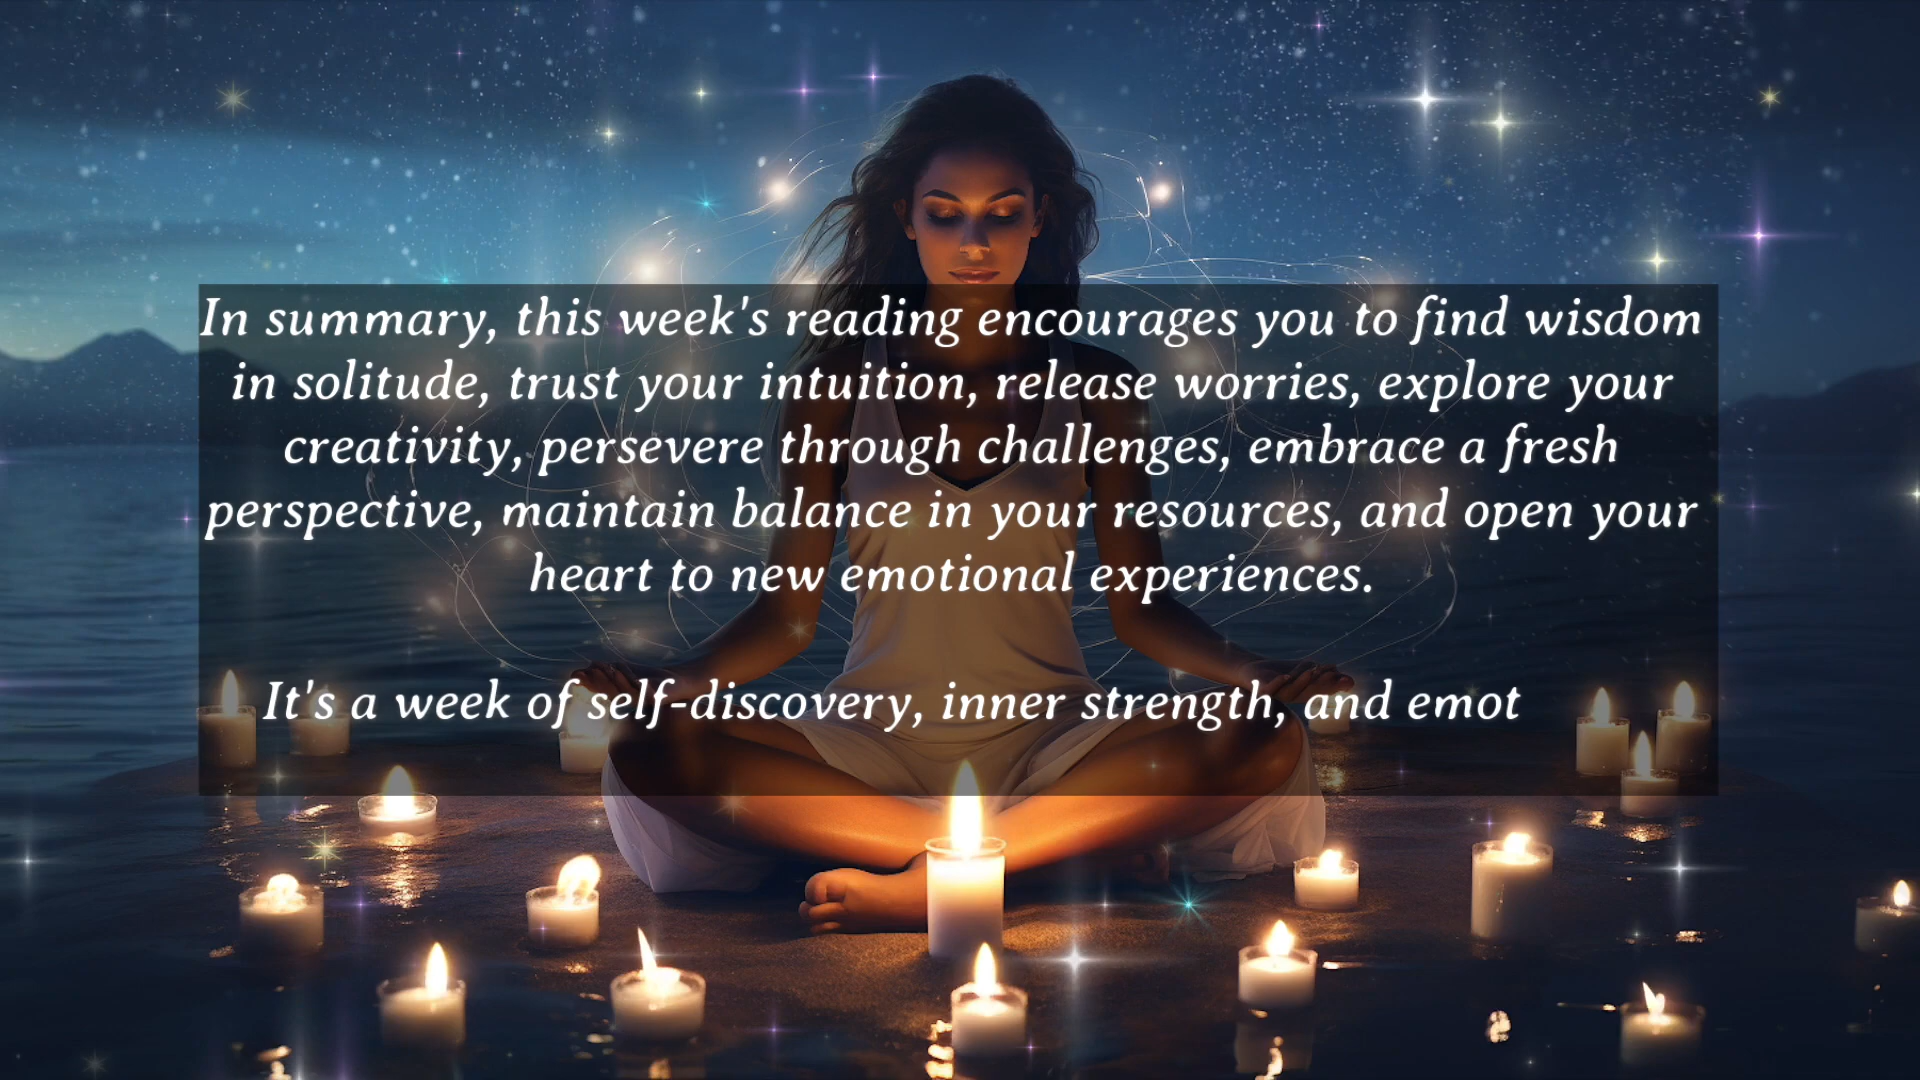 In summary, this week's reading encourages you to find wisdom
in solitude, trust your intuition, release worries, explore your
creativity, persevere through challenges, embrace a fresh
perspective, maintain balance in your resources, and open your
heart to new emotional experiences.
It's a week of self-discovery, inner strength, and emot